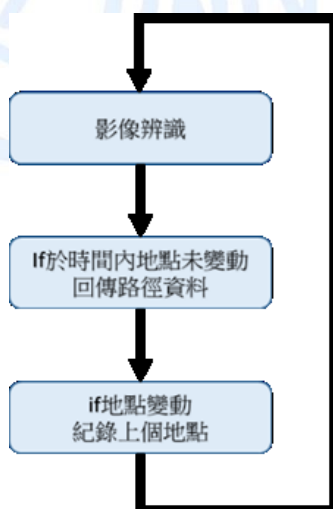 影像辨識
If於時間內地點未變動
回傳路徑資料
if地點變動
紀錄上個地點